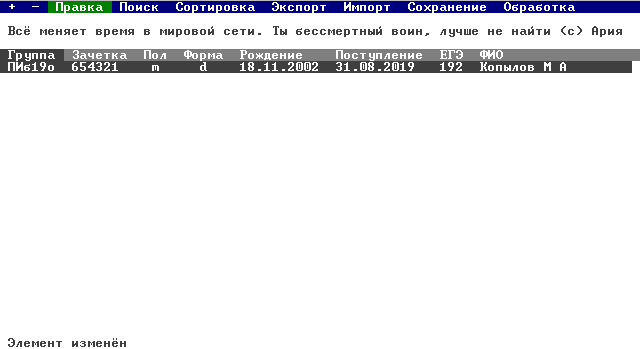 + − Правка Поиск Сортировка Экспорт Импорт Сохранение Обработка
Всё меняет время в мировой сети. Ты бессмертный воин, лучше не найти (с) Ария
Группа Зачетка Пол Форма Рождение Поступление ЕГЭ ФИО
ПИб19о 654321 m d 18.11.2002 31.08.2019 192 Копылов М А
Элемент изменён